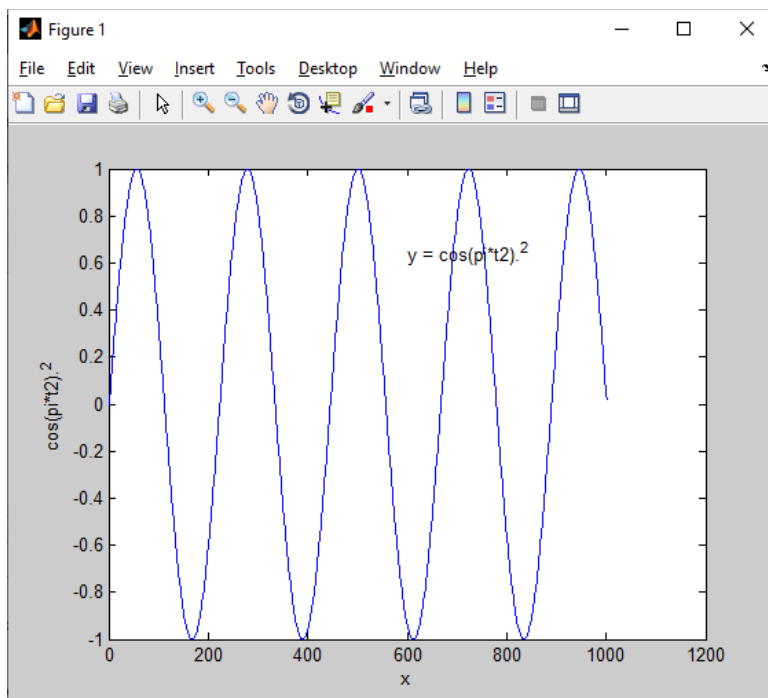 Figure 1
File Edit View Insert Tools Desktop Window Help
1
0.8
0.6
0.4
0.2
0
-0.2
-0.4
-0.6
-0.8
-1
y = cos(pi*t2).²
cos(pi*t2).²
0 200 400 600 800 1000 1200
x